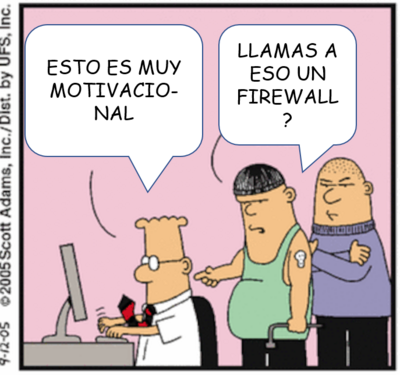 ESTO ES MUY
MOTIVACIO-
NAL
LLAMAS A
ESO UN
FIREWALL
?
9-12-05 ©2005 Scott Adams, Inc./Dist. by UFS, Inc.